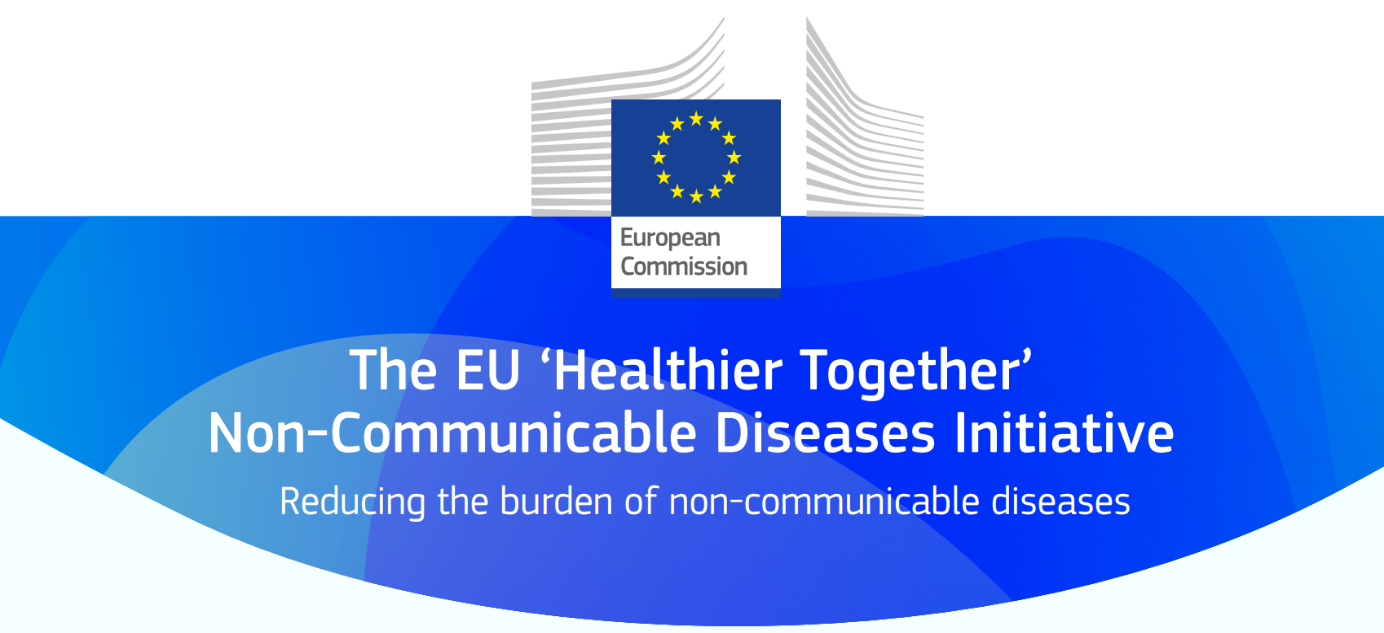 European
Commission
The EU ‘Healthier Together’
Non-Communicable Diseases Initiative
Reducing the burden of non-communicable diseases